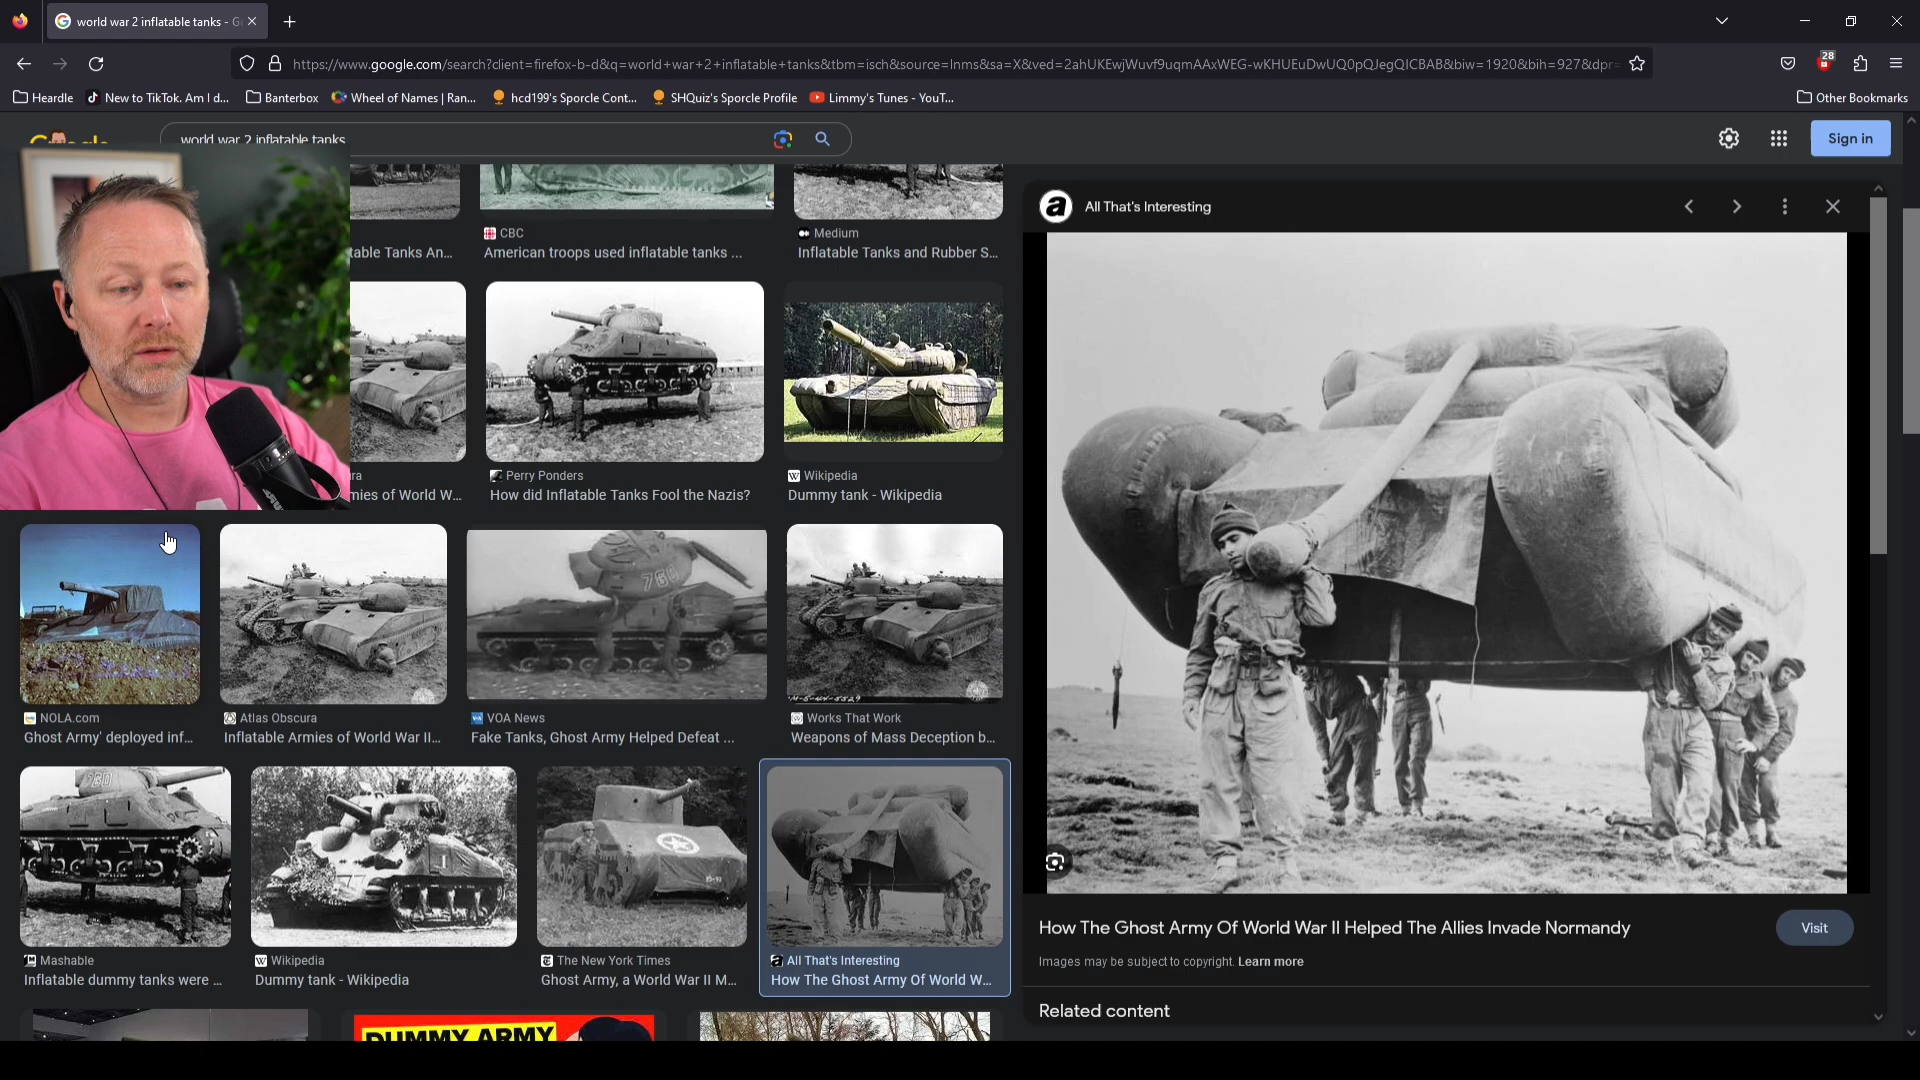 world war 2 inflatable tanks - G
https://www.google.com/search?client=firefox-b-d&q=world+war+2+inflatable+tanks&tbm=isch&source=lnms&sa=X&ved=2ahUKEwjWuvf9uqmAAxWEG-wKHUEuDwUQ0pQJegQICBAB&biw=1920&bih=927&dpr=
28
Heardle
New to TikTok. Am I d...
Banterbox
Wheel of Names | Ran...
hcd199's Sporcle Cont...
SHQuiz's Sporcle Profile
Limmy's Tunes - YouT...
Other Bookmarks
world war 2 inflatable tanks
Sign in
CBC
Medium
table Tanks An...
American troops used inflatable tanks ...
Inflatable Tanks and Rubber S...
ra
Perry Ponders
Wikipedia
mies of World W...
How did Inflatable Tanks Fool the Nazis?
Dummy tank - Wikipedia
NOLA.com
Atlas Obscura
VOA News
Works That Work
Ghost Army' deployed inf...
Inflatable Armies of World War II...
Fake Tanks, Ghost Army Helped Defeat ...
Weapons of Mass Deception b...
Mashable
Wikipedia
The New York Times
All That's Interesting
Inflatable dummy tanks were ...
Dummy tank - Wikipedia
Ghost Army, a World War II M...
How The Ghost Army Of World W...
DUMMY ARMY
a All That's Interesting
How The Ghost Army Of World War II Helped The Allies Invade Normandy
Visit
Images may be subject to copyright. Learn more
Related content